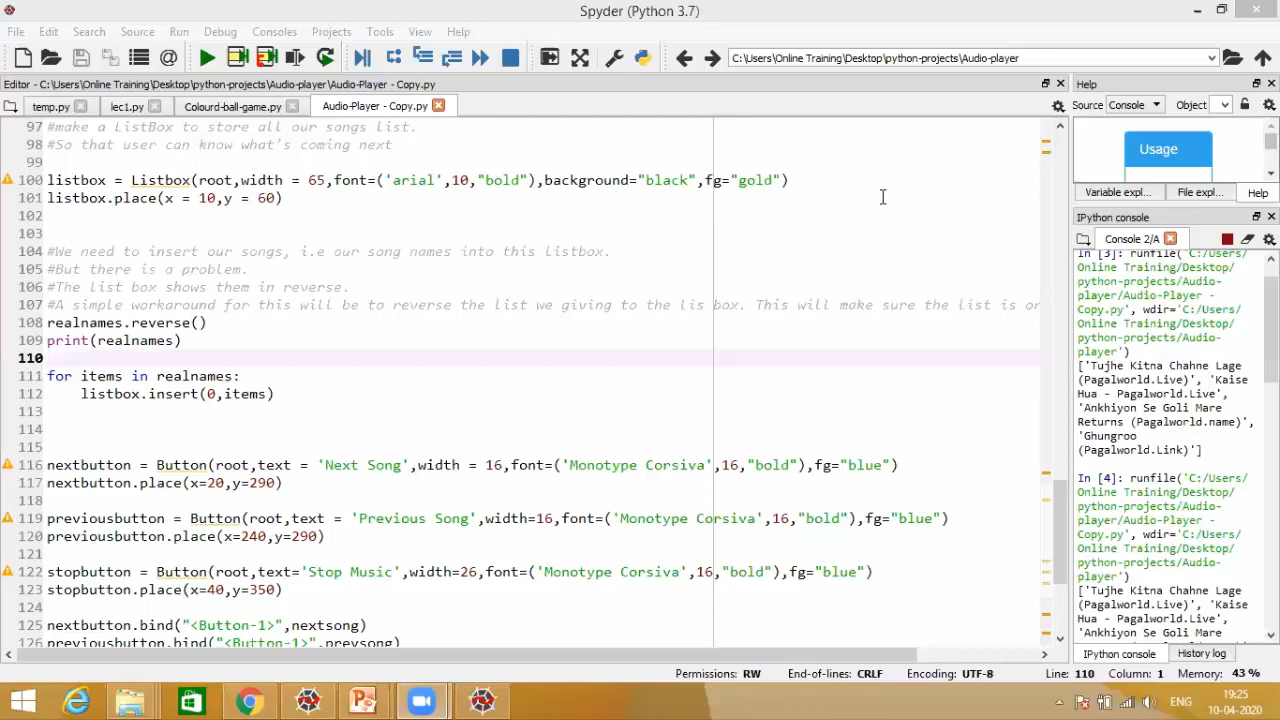 Spyder (Python 3.7)
File Edit Search Source Run Debug Consoles Projects Tools View Help
C:\Users\Online Training\Desktop\python-projects\Audio-player
Editor - C:\Users\Online Training\Desktop\python-projects\Audio-player\Audio-Player - Copy.py
temp.py lec1.py Colourd-ball-game.py Audio-Player - Copy.py
97 #make a ListBox to store all our songs list.
98 #So that user can know what's coming next
99
100 listbox = Listbox(root,width = 65,font=('arial',10,"bold"),background="black",fg="gold")
101 listbox.place(x = 10,y = 60)
102
103
104 #We need to insert our songs, i.e our song names into this listbox.
105 #But there is a problem.
106 #The list box shows them in reverse.
107 #A simple workaround for this will be to reverse the list we giving to the lis box. This will make sure the list is or
108 realnames.reverse()
109 print(realnames)
110
111 for items in realnames:
112 listbox.insert(0,items)
113
114
115
116 nextbutton = Button(root,text = 'Next Song',width = 16,font=('Monotype Corsiva',16,"bold"),fg="blue")
117 nextbutton.place(x=20,y=290)
118
119 previousbutton = Button(root,text = 'Previous Song',width=16,font=('Monotype Corsiva',16,"bold"),fg="blue")
120 previousbutton.place(x=240,y=290)
121
122 stopbutton = Button(root,text='Stop Music',width=26,font=('Monotype Corsiva',16,"bold"),fg="blue")
123 stopbutton.place(x=40,y=350)
124
125 nextbutton.bind("<Button-1>",nextsong)
126 previousbutton.bind("<Button-1>",prevsong)
Help
Source Console Object
Usage
Variable expl... File expl... Help
IPython console
Console 2/A
In [3]: runfile('C:/Users/
Online Training/Desktop/
python-projects/Audio-
player/Audio-Player -
Copy.py', wdir='C:/Users/
Online Training/Desktop/
python-projects/Audio-
player')
['Tujhe Kitna Chahne Lage
(Pagalworld.Live)', 'Kaise
Hua - Pagalworld.Live',
'Ankhiyon Se Goli Mare
Returns (Pagalworld.name)',
'Ghungroo
(Pagalworld.Link)']
In [4]: runfile('C:/Users/
Online Training/Desktop/
python-projects/Audio-
player/Audio-Player -
Copy.py', wdir='C:/Users/
Online Training/Desktop/
python-projects/Audio-
player')
['Tujhe Kitna Chahne Lage
(Pagalworld.Live)', 'Kaise
Hua - Pagalworld.Live',
'Ankhiyon Se Goli Mare
IPython console History log
Permissions: RW End-of-lines: CRLF Encoding: UTF-8 Line: 110 Column: 1 Memory: 43 %
ENG
19:25
10-04-2020